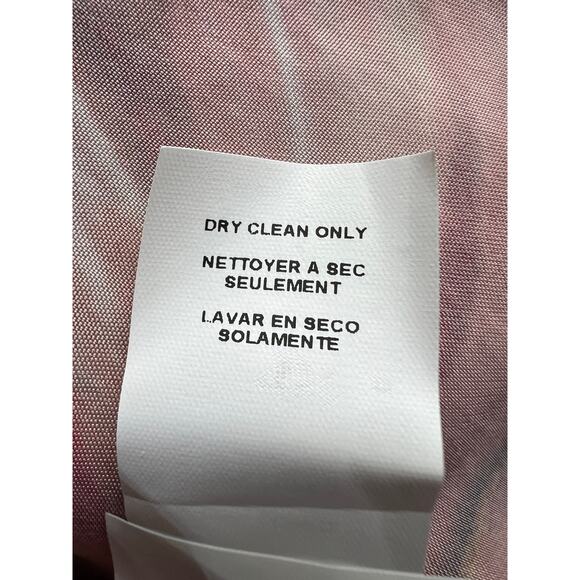 DRY CLEAN ONLY
NETTOYER A SEC
SEULEMENT
LAVAR EN SECO
SOLAMENTE